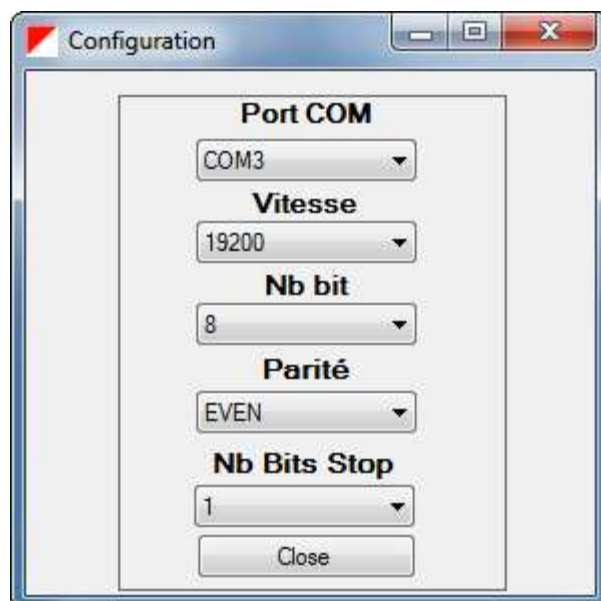 Configuration
Port COM
COM3
Vitesse
19200
Nb bit
8
Parité
EVEN
Nb Bits Stop
1
Close